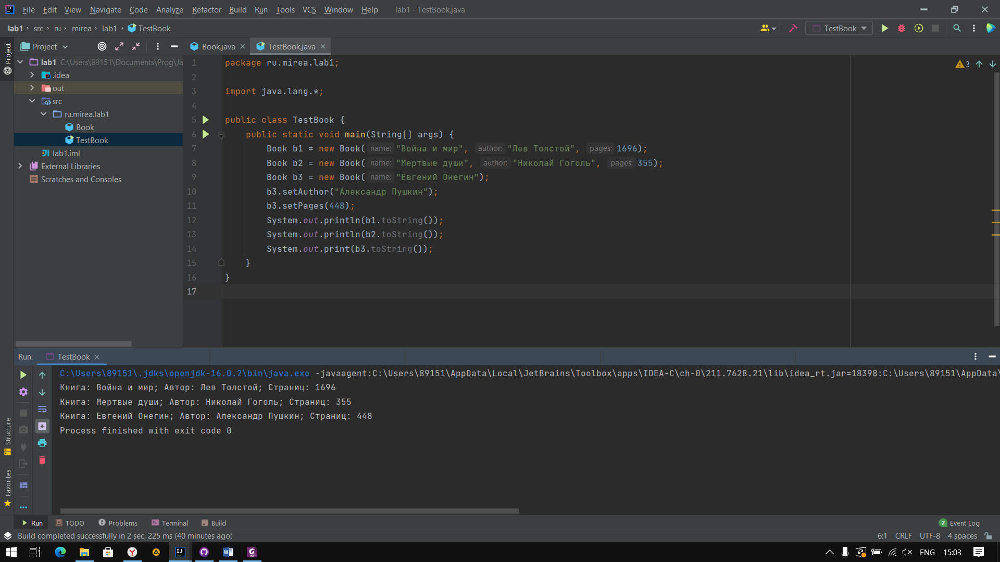 File Edit View Navigate Code Analyze Refactor Build Run Tools VCS Window Help lab1 - TestBook.java
lab1 src ru mirea lab1 TestBook
TestBook
Project
Book.java
TestBook.java
Project
lab1 C:\Users\89151\Documents\Prog\Ja
.idea
out
src
ru.mirea.lab1
Book
TestBook
lab1.iml
External Libraries
Scratches and Consoles
3
1 package ru.mirea.lab1;
2
3 import java.lang.*;
4
5 public class TestBook {
6 public static void main(String[] args) {
7 Book b1 = new Book( name: "Война и мир", author: "Лев Толстой", pages: 1696);
8 Book b2 = new Book( name: "Мертвые души", author: "Николай Гоголь", pages: 355);
9 Book b3 = new Book( name: "Евгений Онегин");
10 b3.setAuthor("Александр Пушкин");
11 b3.setPages(448);
12 System.out.println(b1.toString());
13 System.out.println(b2.toString());
14 System.out.print(b3.toString());
15 }
16 }
17
Run: TestBook
C:\Users\89151\.jdks\openjdk-16.0.2\bin\java.exe -javaagent:C:\Users\89151\AppData\Local\JetBrains\Toolbox\apps\IDEA-C\ch-0\211.7628.21\lib\idea_rt.jar=18398:C:\Users\89151\AppData\
Книга: Война и мир; Автор: Лев Толстой; Страниц: 1696
Книга: Мертвые души; Автор: Николай Гоголь; Страниц: 355
Книга: Евгений Онегин; Автор: Александр Пушкин; Страниц: 448
Process finished with exit code 0
Structure
Favorites
Run TODO Problems Terminal Build 2 Event Log
Build completed successfully in 2 sec, 225 ms (40 minutes ago) 6:1 CRLF UTF-8 4 spaces
ENG 15:03